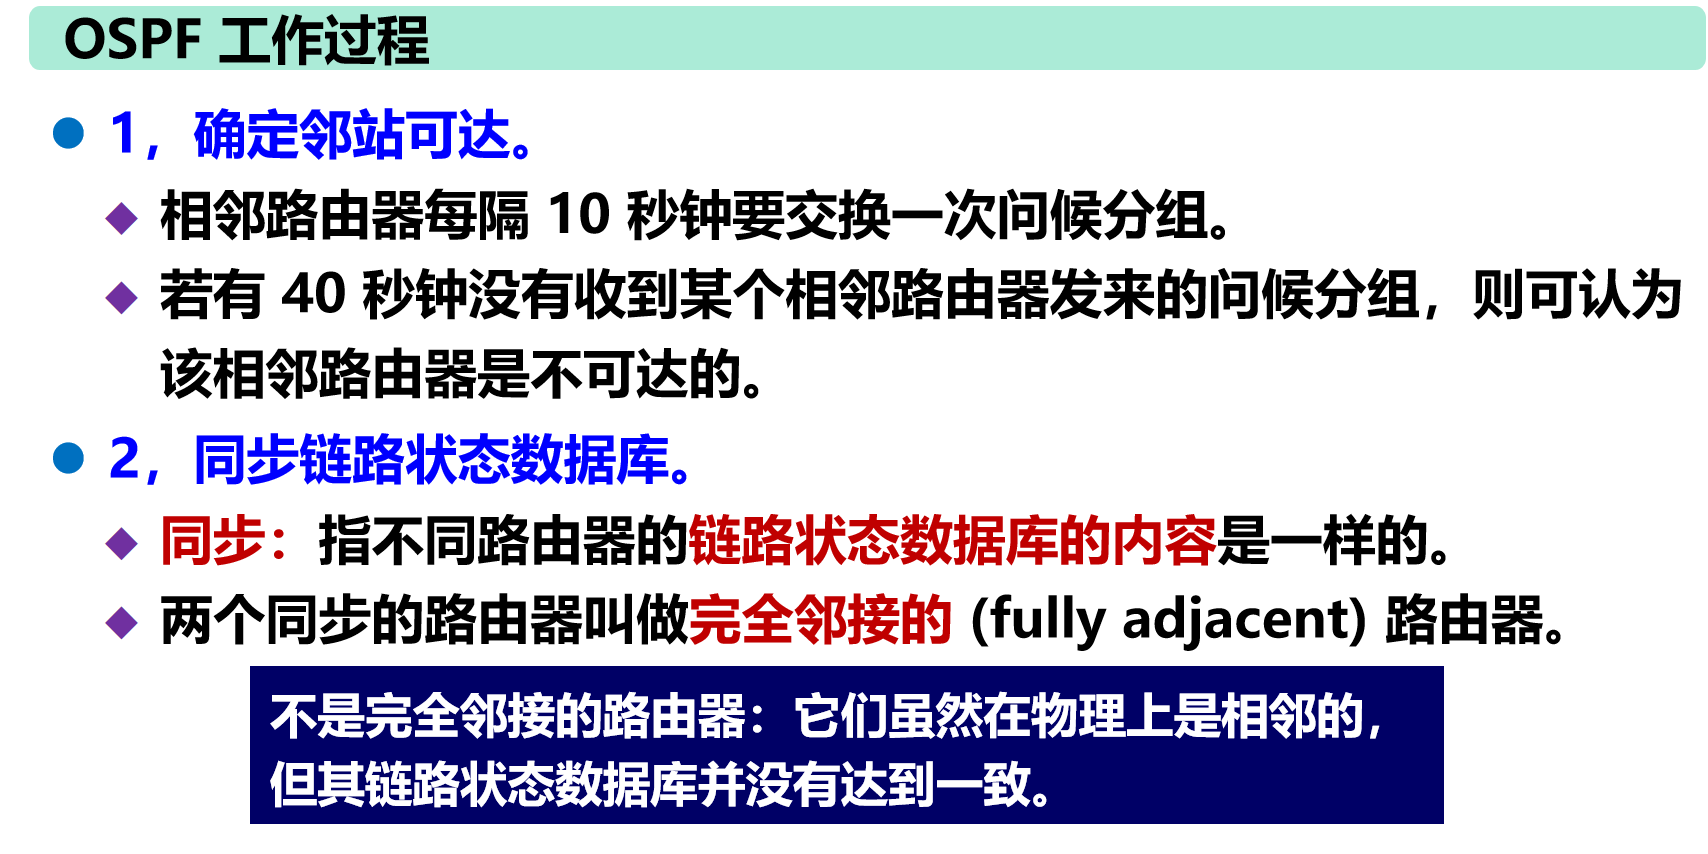 OSPF 工作过程
1，确定邻站可达。
相邻路由器每隔 10 秒钟要交换一次问候分组。
若有 40 秒钟没有收到某个相邻路由器发来的问候分组，则可认为
该相邻路由器是不可达的。
2，同步链路状态数据库。
同步：指不同路由器的链路状态数据库的内容是一样的。
两个同步的路由器叫做完全邻接的 (fully adjacent) 路由器。
不是完全邻接的路由器：它们虽然在物理上是相邻的，
但其链路状态数据库并没有达到一致。